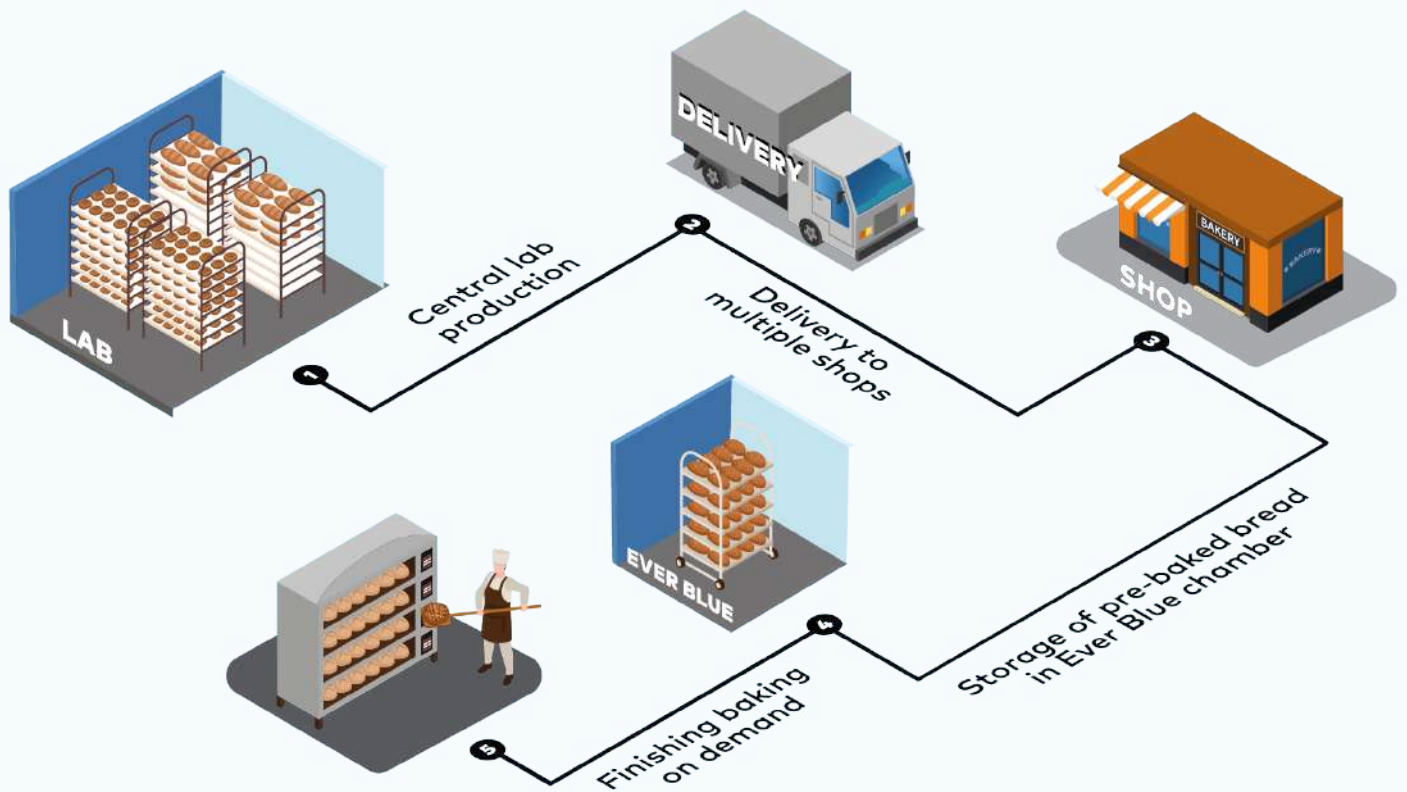 LAB
1
Central lab
production
2
DELIVERY
Delivery to
multiple shops
3
SHOP
BAKERY
BAKERY
Storage of pre-baked bread
in Ever Blue chamber
4
EVER BLUE
Finishing baking
on demand
5